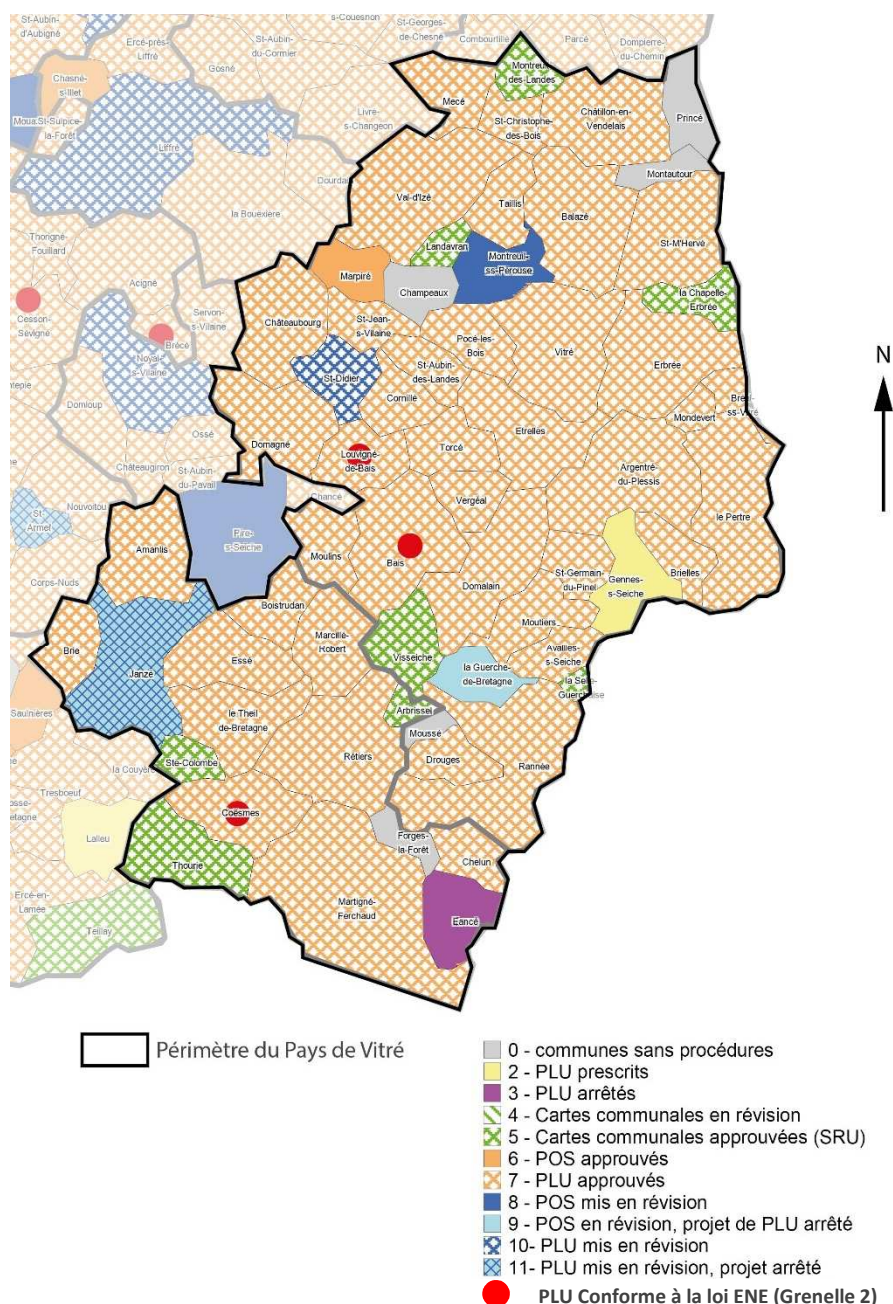 St-Aubin-
d'Aubigné
Ercé-près-
Liffré
St-Aubin-
du-Cormier
Gosné
s-Couesnon
St-Georges-
de-Chesné
Combourtillé
Parcé
Dompierre-
du-Chemin
Chasné-
s-Illet
Moua
St-Sulpice-
la-Forêt
Liffré
Livré-
s-Changeon
Mecé
Montreuil-
des-Landes
St-Christophe-
des-Bois
Châtillon-en-
Vendelais
Princé
Montautour
Dourdain
la Bouëxière
Val-d'Izé
Taillis
Balazé
St-M'Hervé
Landavran
Montreuil-
ss-Pérouse
Marpiré
Champeaux
la Chapelle-
Erbrée
Thorigné-
Fouillard
Acigné
Cesson-
Sévigné
Servon-
s-Vilaine
Brécé
Noyal-
s-Vilaine
Châteaubourg
St-Jean-
s-Vilaine
Pocé-les-
Bois
Vitré
Erbrée
St-Didier
St-Aubin-
des-Landes
Cornillé
Mondevert
Domloup
Ossé
Châteaugiron
St-Aubin-
du-Pavail
Domagné
Louvigné-
de-Bais
Torcé
Etrelles
Argentré-
du-Plessis
le Pertre
Nouvoitou
St-
Armel
Chancé
Vergéal
Piré-
s-Seiche
Amanlis
Moulins
Bais
Domalain
St-Germain-
du-Pinel
Gennes-
s-Seiche
Brielles
Corps-Nuds
Boistrudan
Marcillé-
Robert
Moutiers
Availles-
s-Seiche
Brie
Janzé
Essé
Visseiche
la Guerche-
de-Bretagne
la Selle-
Guerchaise
Saulnières
le Theil
de-Bretagne
Arbrissel
Moussé
Drouges
Rannée
Ste-Colombe
Rétiers
la Couyère
Tresboeuf
Lalleu
Coësmes
Forges-
la-Forêt
Chelun
Thourie
Martigné-
Ferchaud
Eancé
Ercé-en-
Lamée
Teillay
N
Périmètre du Pays de Vitré
0 - communes sans procédures
2 - PLU prescrits
3 - PLU arrêtés
4 - Cartes communales en révision
5 - Cartes communales approuvées (SRU)
6 - POS approuvés
7 - PLU approuvés
8 - POS mis en révision
9 - POS en révision, projet de PLU arrêté
10- PLU mis en révision
11- PLU mis en révision, projet arrêté
PLU Conforme à la loi ENE (Grenelle 2)